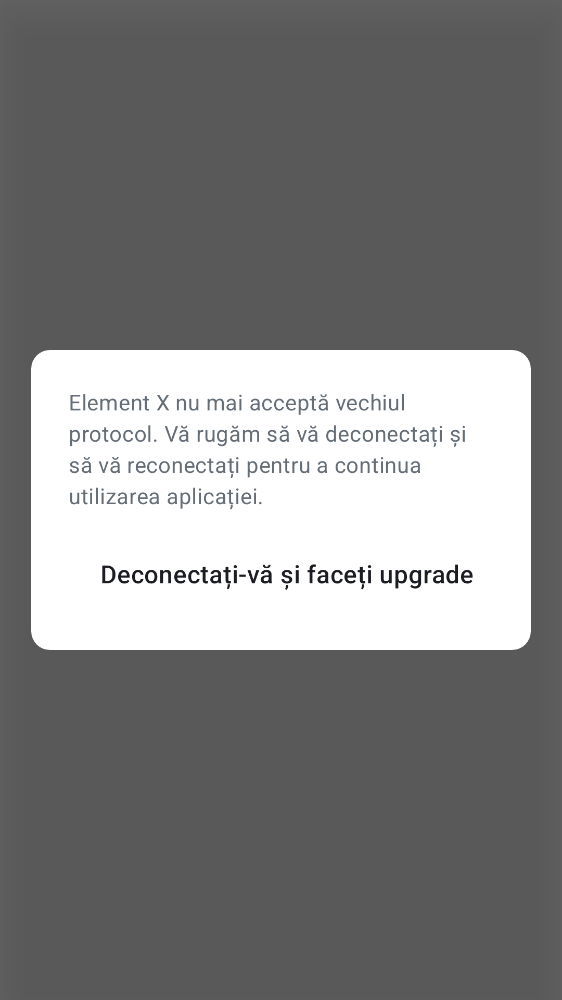 Element X nu mai acceptă vechiul
protocol. Vă rugăm să vă deconectați și
să vă reconectați pentru a continua
utilizarea aplicației.
Deconectați-vă și faceți upgrade